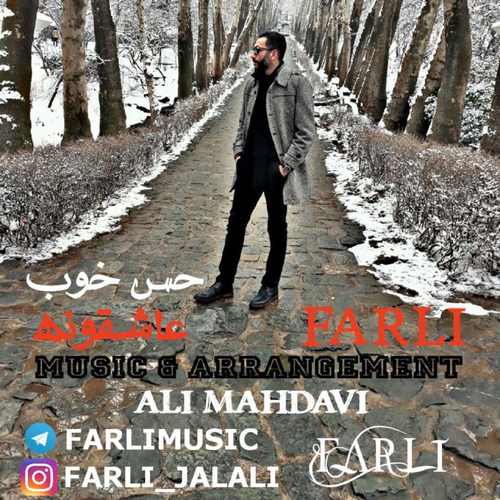 حس خوب
عاشقونه FARLI
MUSIC & ARRANGEMENT
ALI MAHDAVI
FARLIMUSIC
FARLI_JALALI
FARLI